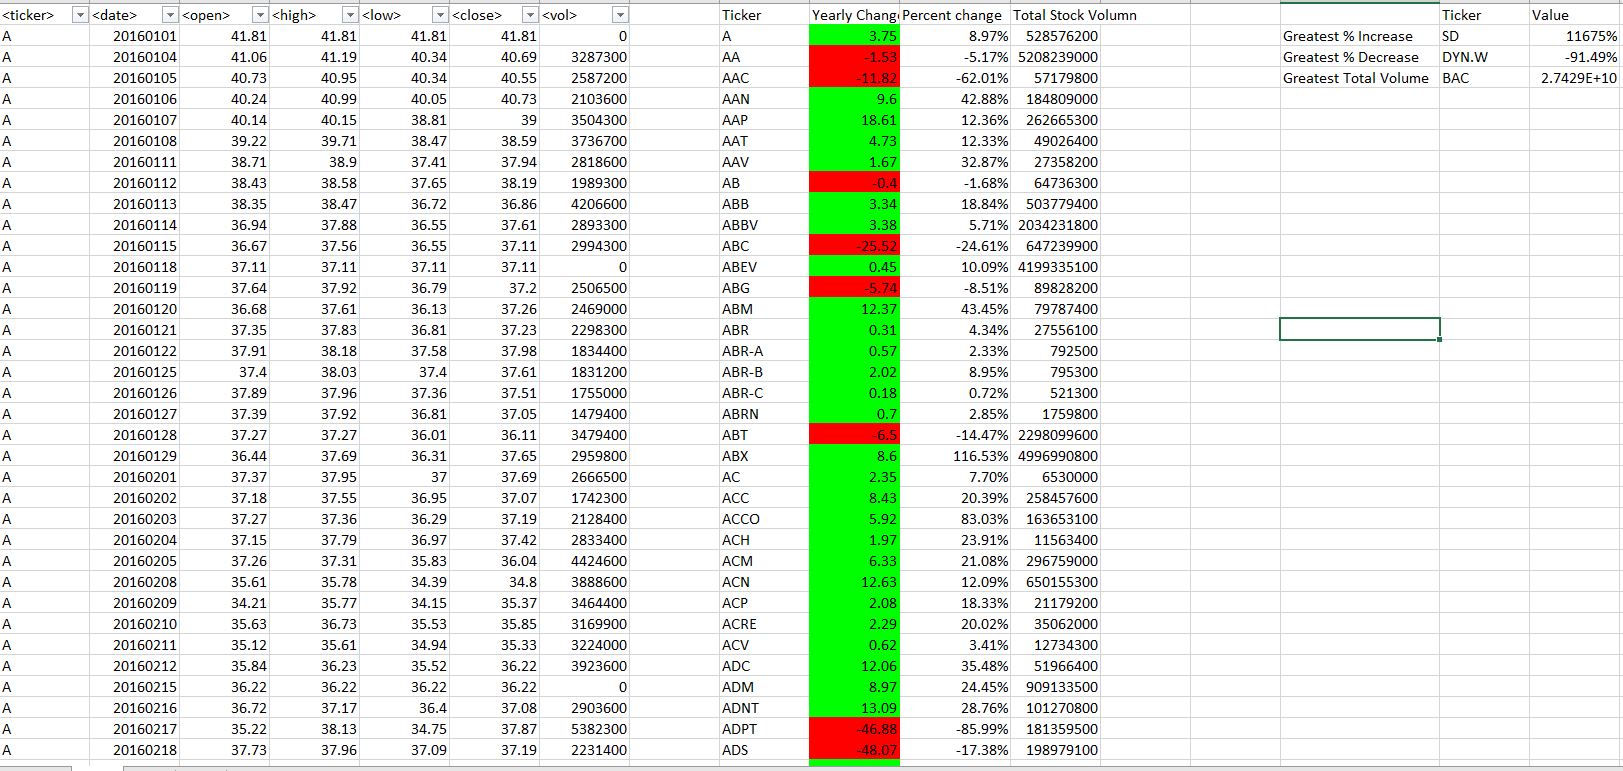 <ticker> <date> <open> <high> <low> <close> <vol> Ticker Yearly Chang Percent change Total Stock Volumn Ticker Value
A 20160101 41.81 41.81 41.81 41.81 0 A 3.75 8.97% 528576200 Greatest % Increase SD 11675%
A 20160104 41.06 41.19 40.34 40.69 3287300 AA -1.53 -5.17% 5208239000 Greatest % Decrease DYN.W -91.49%
A 20160105 40.73 40.95 40.34 40.55 2587200 AAC -11.82 -62.01% 57179800 Greatest Total Volume BAC 2.7429E+10
A 20160106 40.24 40.99 40.05 40.73 2103600 AAN 9.6 42.88% 184809000
A 20160107 40.14 40.15 38.81 39 3504300 AAP 18.61 12.36% 262665300
A 20160108 39.22 39.71 38.47 38.59 3736700 AAT 4.73 12.33% 49026400
A 20160111 38.71 38.9 37.41 37.94 2818600 AAV 1.67 32.87% 27358200
A 20160112 38.43 38.58 37.65 38.19 1989300 AB -0.4 -1.68% 64736300
A 20160113 38.35 38.47 36.72 36.86 4206600 ABB 3.34 18.84% 503779400
A 20160114 36.94 37.88 36.55 37.61 2893300 ABBV 3.38 5.71% 2034231800
A 20160115 36.67 37.56 36.55 37.11 2994300 ABC -25.52 -24.61% 647239900
A 20160118 37.11 37.11 37.11 37.11 0 ABEV 0.45 10.09% 4199335100
A 20160119 37.64 37.92 36.79 37.2 2506500 ABG -5.74 -8.51% 89828200
A 20160120 36.68 37.61 36.13 37.26 2469000 ABM 12.37 43.45% 79787400
A 20160121 37.35 37.83 36.81 37.23 2298300 ABR 0.31 4.34% 27556100
A 20160122 37.91 38.18 37.58 37.98 1834400 ABR-A 0.57 2.33% 792500
A 20160125 37.4 38.03 37.4 37.61 1831200 ABR-B 2.02 8.95% 795300
A 20160126 37.89 37.96 37.36 37.51 1755000 ABR-C 0.18 0.72% 521300
A 20160127 37.39 37.92 36.81 37.05 1479400 ABRN 0.7 2.85% 1759800
A 20160128 37.27 37.27 36.01 36.11 3479400 ABT -6.5 -14.47% 2298099600
A 20160129 36.44 37.69 36.31 37.65 2959800 ABX 8.6 116.53% 4996990800
A 20160201 37.37 37.95 37 37.69 2666500 AC 2.35 7.70% 6530000
A 20160202 37.18 37.55 36.95 37.07 1742300 ACC 8.43 20.39% 258457600
A 20160203 37.27 37.36 36.29 37.19 2128400 ACCO 5.92 83.03% 163653100
A 20160204 37.15 37.79 36.97 37.42 2833400 ACH 1.97 23.91% 11563400
A 20160205 37.26 37.31 35.83 36.04 4424600 ACM 6.33 21.08% 296759000
A 20160208 35.61 35.78 34.39 34.8 3888600 ACN 12.63 12.09% 650155300
A 20160209 34.21 35.77 34.15 35.37 3464400 ACP 2.08 18.33% 21179200
A 20160210 35.63 36.73 35.53 35.85 3169900 ACRE 2.29 20.02% 35062000
A 20160211 35.12 35.61 34.94 35.33 3224000 ACV 0.62 3.41% 12734300
A 20160212 35.84 36.23 35.52 36.22 3923600 ADC 12.06 35.48% 51966400
A 20160215 36.22 36.22 36.22 36.22 0 ADM 8.97 24.45% 909133500
A 20160216 36.72 37.17 36.4 37.08 2903600 ADNT 13.09 28.76% 101270800
A 20160217 35.22 38.13 34.75 37.87 5382300 ADPT -46.88 -85.99% 181359500
A 20160218 37.73 37.96 37.09 37.19 2231400 ADS -48.07 -17.38% 198979100